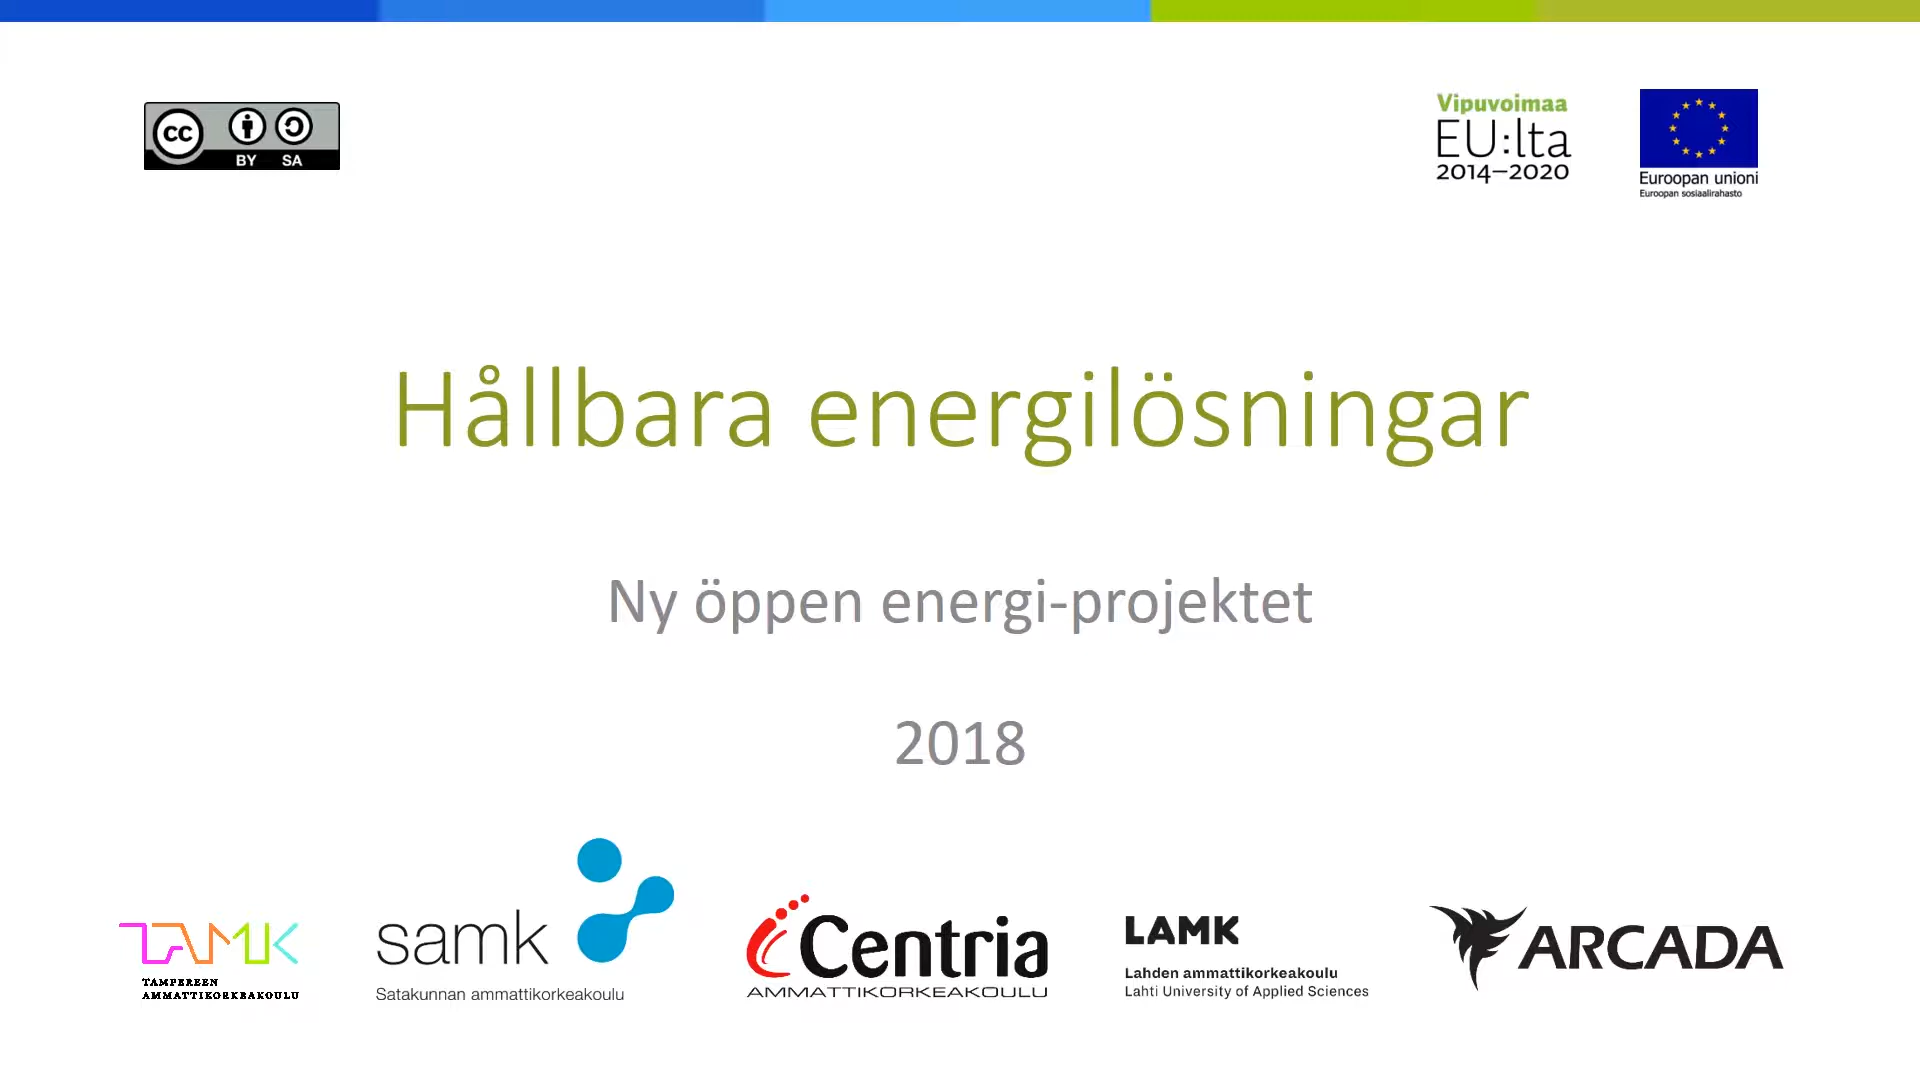 CC BY SA
Vipuvoimaa
EU:lta
2014–2020
Euroopan unioni
Euroopan sosiaalirahasto
Hållbara energilösningar
Ny öppen energi-projektet
2018
TAMK
TAMPEREEN
AMMATTIKORKEAKOULU
samk
Satakunnan ammattikorkeakoulu
Centria
AMMATTIKORKEAKOULU
LAMK
Lahden ammattikorkeakoulu
Lahti University of Applied Sciences
ARCADA